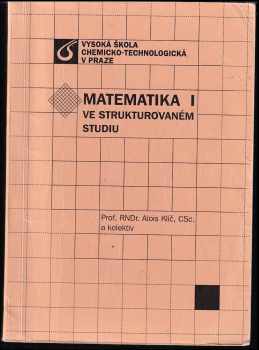 VYSOKÁ ŠKOLA
CHEMICKO-TECHNOLOGICKÁ
V PRAZE
MATEMATIKA I
VE STRUKTUROVANÉM
STUDIU
Prof. RNDr. Alois Klíč, CSc.
a kolektiv